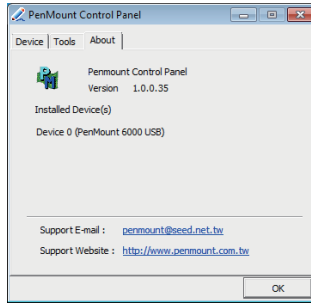 PenMount Control Panel
Device Tools About
Penmount Control Panel
Version 1.0.0.35
Installed Device(s)
Device 0 (PenMount 6000 USB)
Support E-mail : penmount@seed.net.tw
Support Website : http://www.penmount.com.tw
OK